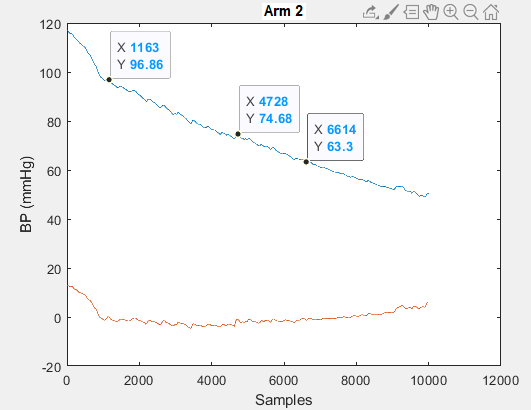 Arm 2
120
100
80
60
40
20
0
-20
BP (mmHg)
X 1163
Y 96.86
X 4728
Y 74.68
X 6614
Y 63.3
0 2000 4000 6000 8000 10000 12000
Samples